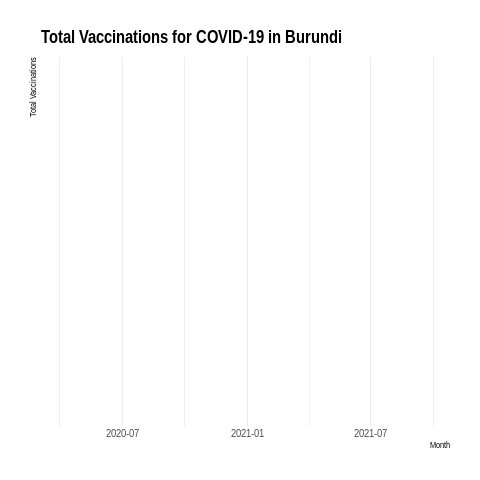 Total Vaccinations for COVID-19 in Burundi
Total Vaccinations
2020-07 2021-01 2021-07
Month